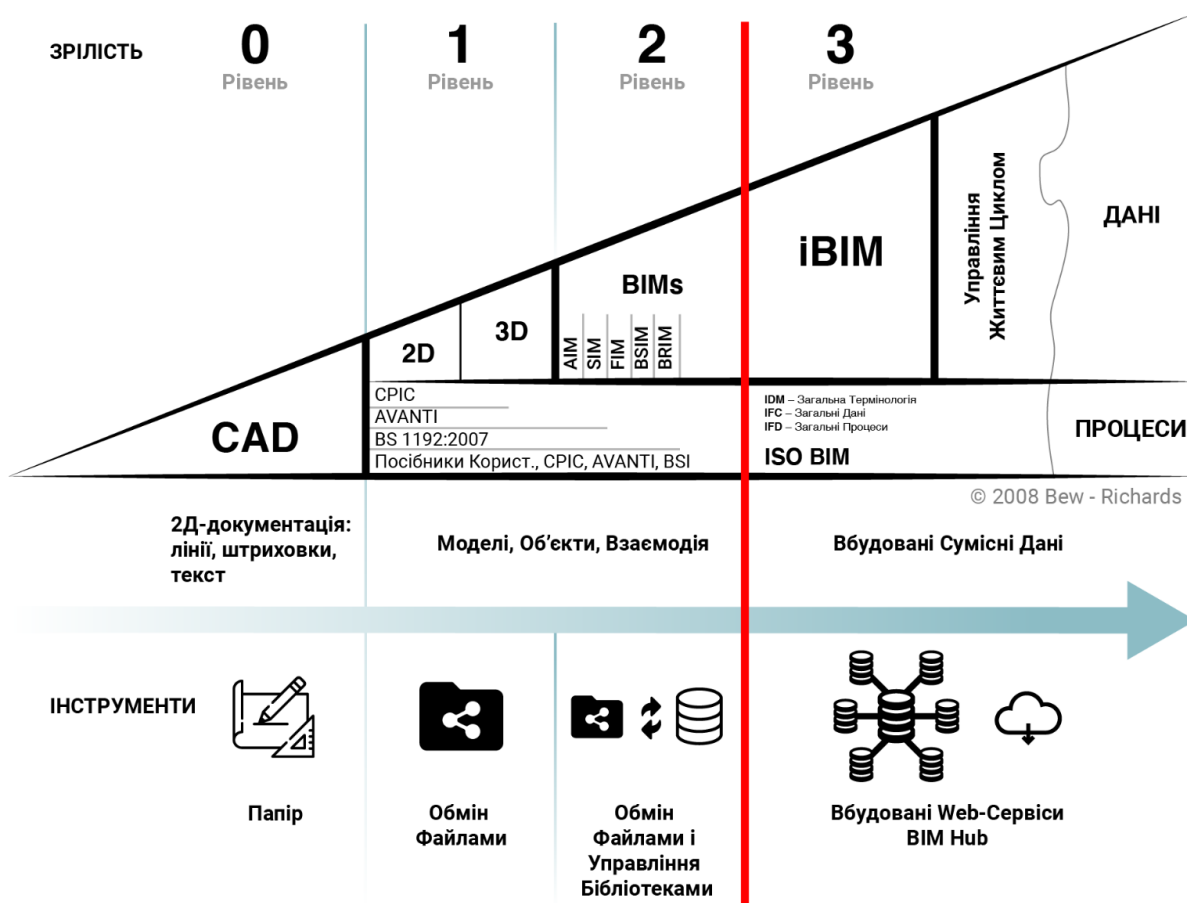 ЗРІЛІСТЬ
0
Рівень
1
Рівень
2
Рівень
3
Рівень
CAD
2D
3D
BIMs
AIM
SIM
FIM
BSIM
BRIM
iBIM
Управління
Життєвим Циклом
ДАНІ
CPIC
AVANTI
BS 1192:2007
Посібники Корист., CPIC, AVANTI, BSI
IDM – Загальна Термінологія
IFC – Загальні Дані
IFD – Загальні Процеси
ISO BIM
ПРОЦЕСИ
© 2008 Bew - Richards
2Д-документація:
лінії, штриховки,
текст
Моделі, Об'єкти, Взаємодія
Вбудовані Сумісні Дані
ІНСТРУМЕНТИ
Папір
Обмін
Файлами
Обмін
Файлами і
Управління
Бібліотеками
Вбудовані Web-Сервіси
BIM Hub